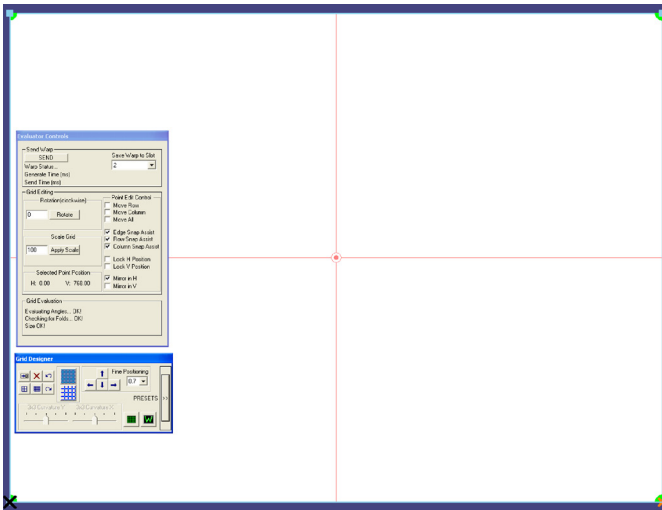 Evaluator Controls
Send Warp
SEND
Save Warp to Slot
Warp Status...
2
Generate Time (ms)
Send Time (ms)
Grid Editing
Rotation(clockwise)
Point Edit Control
Move Row
0 Rotate
Move Column
Move All
Scale Grid
Edge Snap Assist
Row Snap Assist
100 Apply Scale
Column Snap Assist
Lock H Position
Lock V Position
Selected Point Position
H: 0.00 V: 768.00
Mirror in H
Mirror in V
Grid Evaluation
Evaluating Angles... OK!
Checking for Folds... OK!
Size OK!
Grid Designer
Fine Positioning
0.7
PRESETS >>
3rd Curvature Y 3rd Curvature X
W